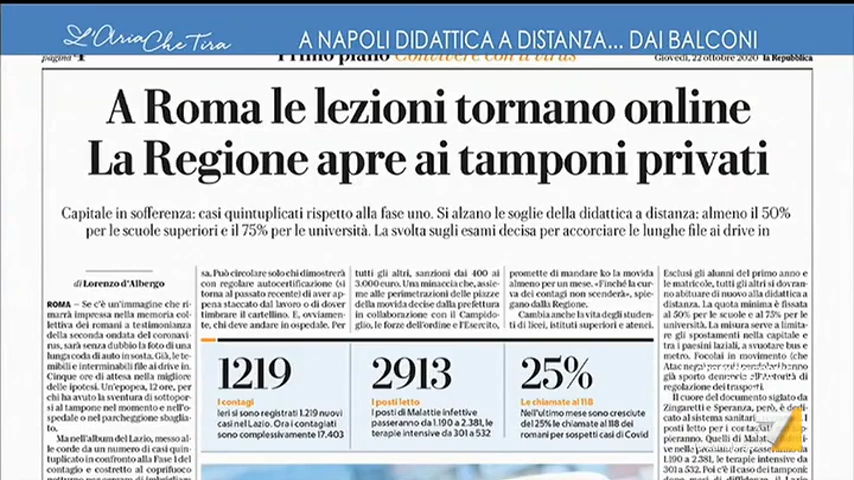 L'Aria Che Tira
A NAPOLI DIDATTICA A DISTANZA... DAI BALCONI
pagina 4
Primo piano Convivere con il virus
Giovedì, 22 ottobre 2020 la Repubblica
A Roma le lezioni tornano online
La Regione apre ai tamponi privati
Capitale in sofferenza: casi quintuplicati rispetto alla fase uno. Si alzano le soglie della didattica a distanza: almeno il 50%
per le scuole superiori e il 75% per le università. La svolta sugli esami decisa per accorciare le lunghe file ai drive in
di Lorenzo d'Albergo
ROMA – Se c'è un'immagine che ri-
marrà impressa nella memoria col-
lettiva dei romani a testimonianza
della seconda ondata del coronavi-
rus, sarà senza dubbio la foto di una
lunga coda di auto in sosta. Già, le te-
mibili e interminabili file ai drive in.
Cinque ore di attesa nella migliore
delle ipotesi. Un'epopea, 12 ore, per
chi ha avuto la sventura di sottopor-
si al tampone nel momento e nell'o-
spedale o nel parcheggio sbaglia-
to.
Ma nell'album del Lazio, messo al-
le corde da un numero di casi quin-
tuplicato in confronto alla Fase 1 del
contagio e costretto al coprifuoco
sa. Può circolare solo chi dimostrerà
con regolare autocertificazione (si
torna al passato recente) di aver ap-
pena staccato dal lavoro o di dover
timbrare il cartellino. E, ovviamen-
te, chi deve andare in ospedale. Per
tutti gli altri, sanzioni dai 400 ai
3.000 euro. Una minaccia che, assie-
me alle perimetrazioni delle piazze
della movida decise dalla prefettura
in collaborazione con il Campido-
glio, le forze dell'ordine e l'Esercito,
promette di mandare ko la movida
almeno per un mese. «Finché la cur-
va dei contagi non scenderà», spie-
gano dalla Regione.
Cambia anche la vita degli studen-
ti di licei, istituti superiori e atenei.
Esclusi gli alunni del primo anno e
le matricole, tutti gli altri si dovran-
no abituare di nuovo alla didattica a
distanza. La quota minima è fissata
al 50% per le scuole e al 75% per le
università. La misura serve a limita-
re gli spostamenti nella capitale e
tra i paesini laziali, a svuotare bus e
metro. Focolai in movimento (che
già sporto denuncia all'Autorità di
regolazione dei trasporti.
Il cuore del documento siglato da
Zingaretti e Speranza, però, è dedi-
cato al sistema sanitario.
1219
I contagi
Ieri si sono registrati 1.219 nuovi
casi nel Lazio. Ora i contagiati
sono complessivamente 17.403
2913
I posti letto
I posti di Malattie infettive
passeranno da 1.190 a 2.381, le
terapie intensive da 301 a 532
25%
Le chiamate al 118
Nell'ultimo mese sono cresciute
del 25% le chiamate al 118 dei
romani per sospetti casi di Covid